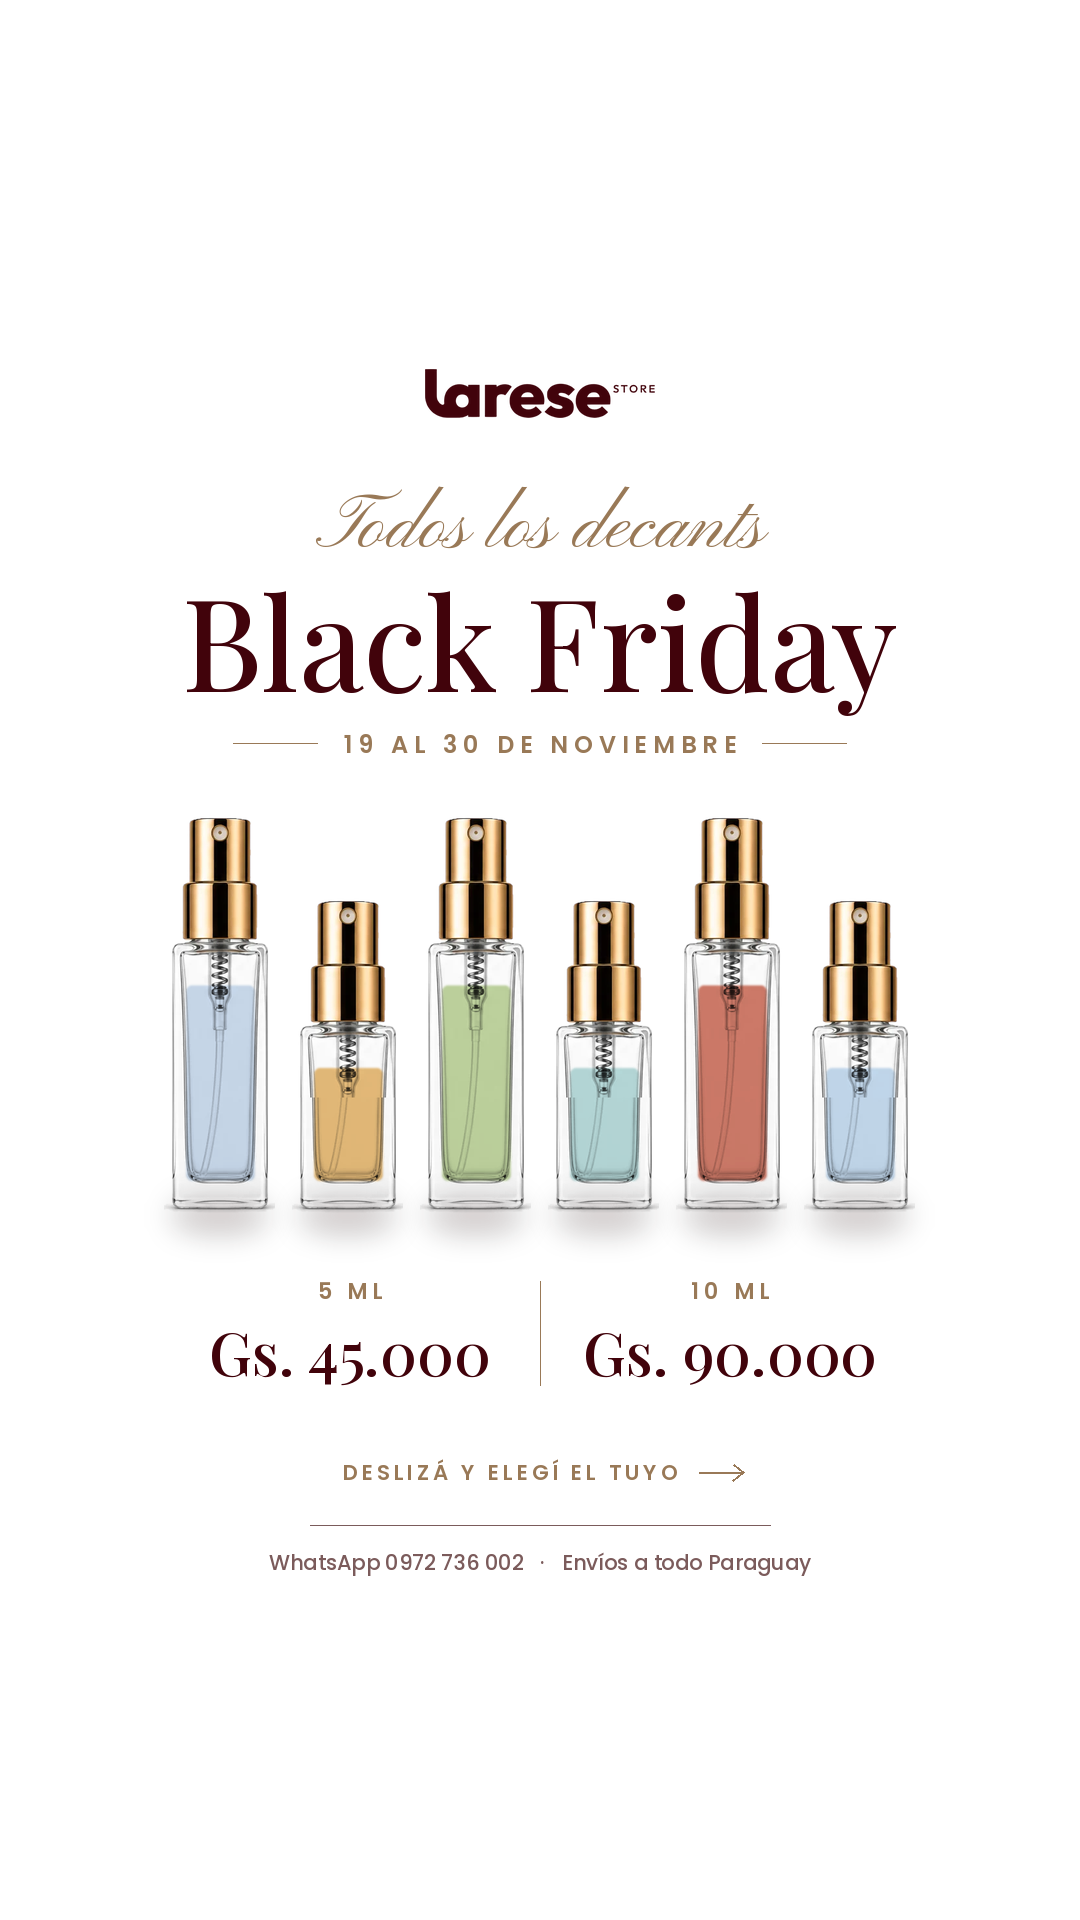 Larese STORE
Todos los decants
Black Friday
19 AL 30 DE NOVIEMBRE
5 ML
Gs. 45.000
10 ML
Gs. 90.000
DESLIZÁ Y ELEGÍ EL TUYO →
WhatsApp 0972 736 002 · Envíos a todo Paraguay